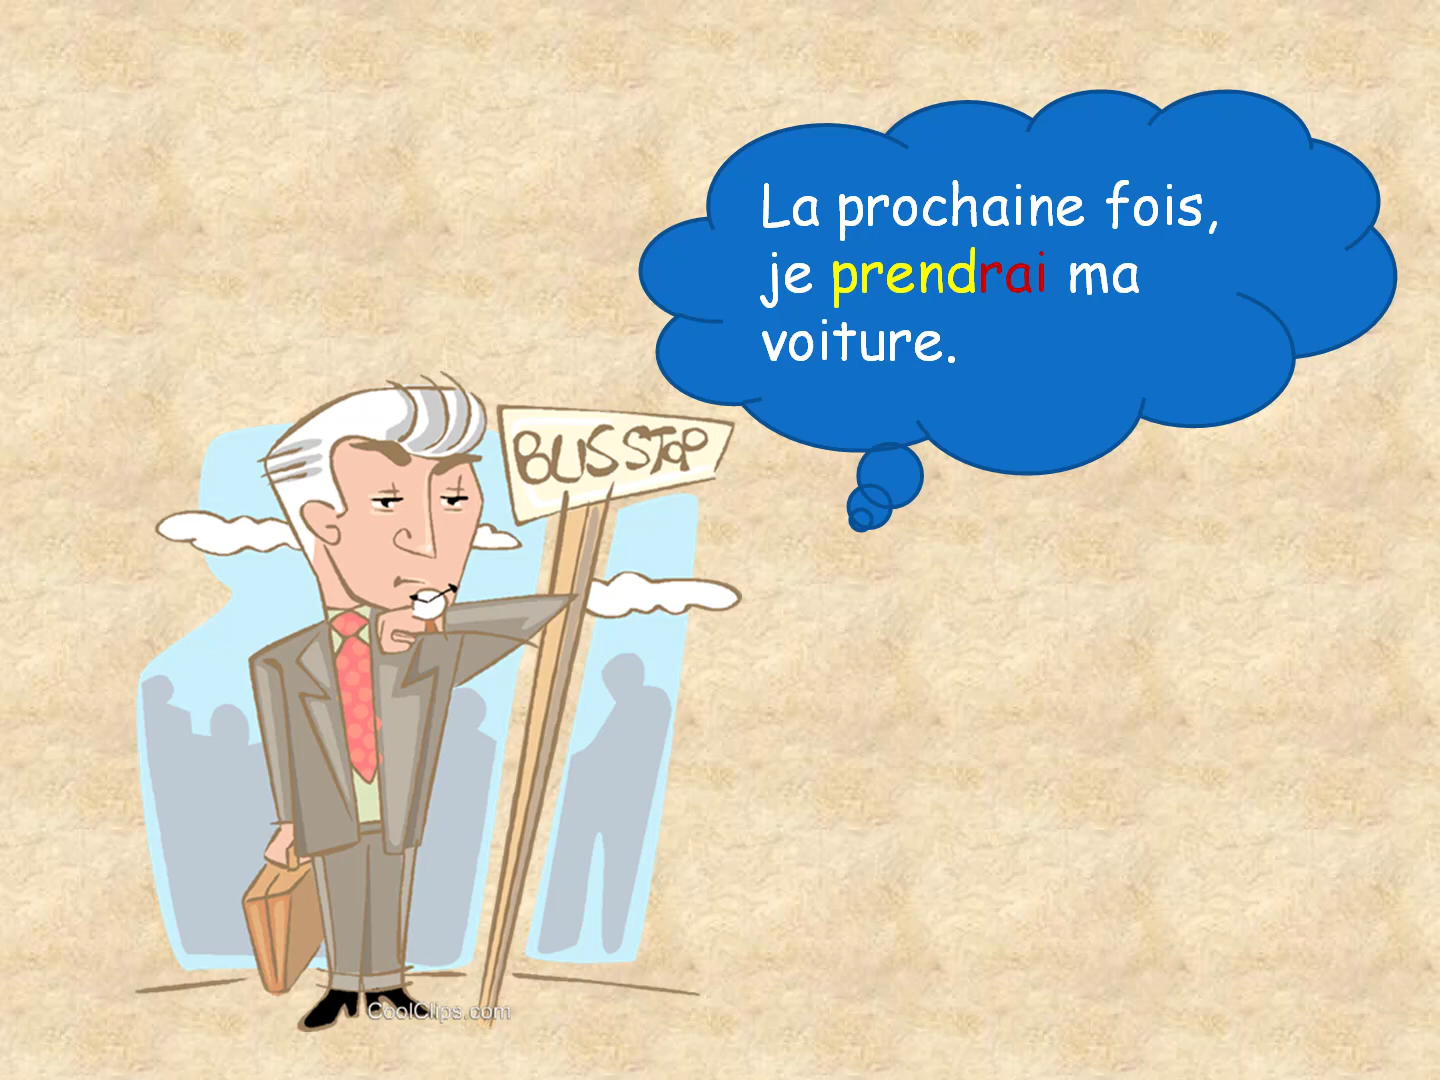 La prochaine fois,
je prendrai ma
voiture.
BUS STOP
CoolClips.com